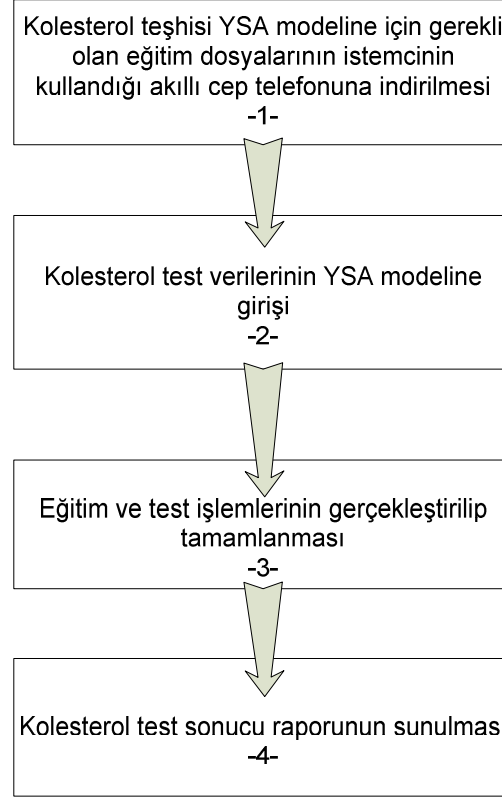 Kolesterol teşhisi YSA modeline için gerekli
olan eğitim dosyalarının istemcinin
kullandığı akıllı cep telefonuna indirilmesi
-1-
Kolesterol test verilerinin YSA modeline
girişi
-2-
Eğitim ve test işlemlerinin gerçekleştirilip
tamamlanması
-3-
Kolesterol test sonucu raporunun sunulmas
-4-